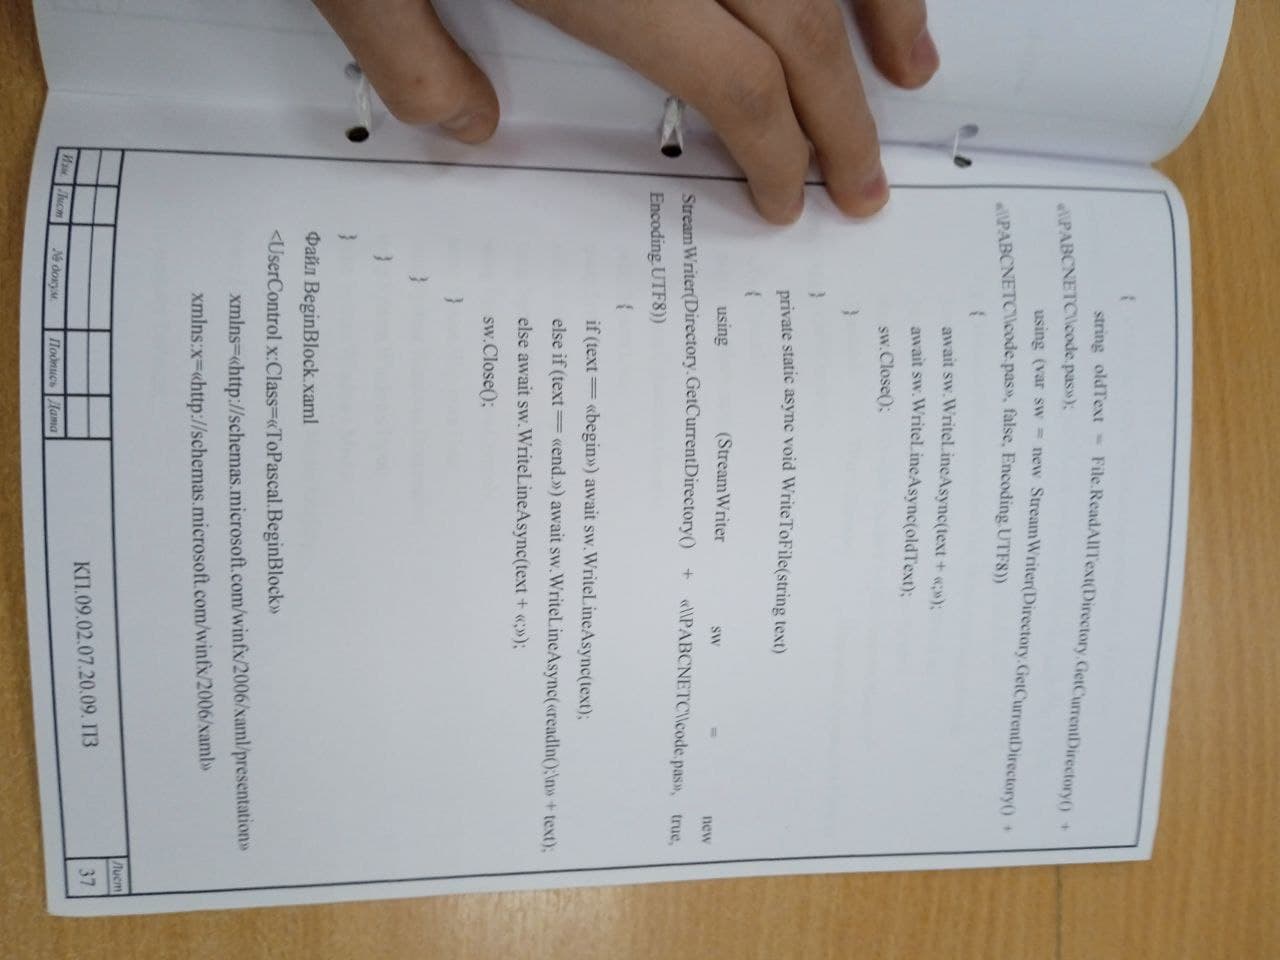 {
string oldText = File.ReadAllText(Directory.GetCurrentDirectory() +
«\\PABCNETC\\code.pas»);
using (var sw = new StreamWriter(Directory.GetCurrentDirectory() +
«\\PABCNETC\\code.pas», false, Encoding.UTF8))
{
await sw.WriteLineAsync(text + «;»);
await sw.WriteLineAsync(oldText);
sw.Close();
}
}
private static async void WriteToFile(string text)
{
using (StreamWriter sw = new
StreamWriter(Directory.GetCurrentDirectory() + «\\PABCNETC\\code.pas», true,
Encoding.UTF8))
{
if (text == «begin») await sw.WriteLineAsync(text);
else if (text == «end.») await sw.WriteLineAsync(«readln();\n» + text);
else await sw.WriteLineAsync(text + «;»);
sw.Close();
}
}
}
}
Файл BeginBlock.xaml
<UserControl x:Class=«ToPascal.BeginBlock»
xmlns=«http://schemas.microsoft.com/winfx/2006/xaml/presentation»
xmlns:x=«http://schemas.microsoft.com/winfx/2006/xaml»
КП.09.02.07.20.09. ПЗ
Лист
37
Изм. Лист № докум. Подпись Дата